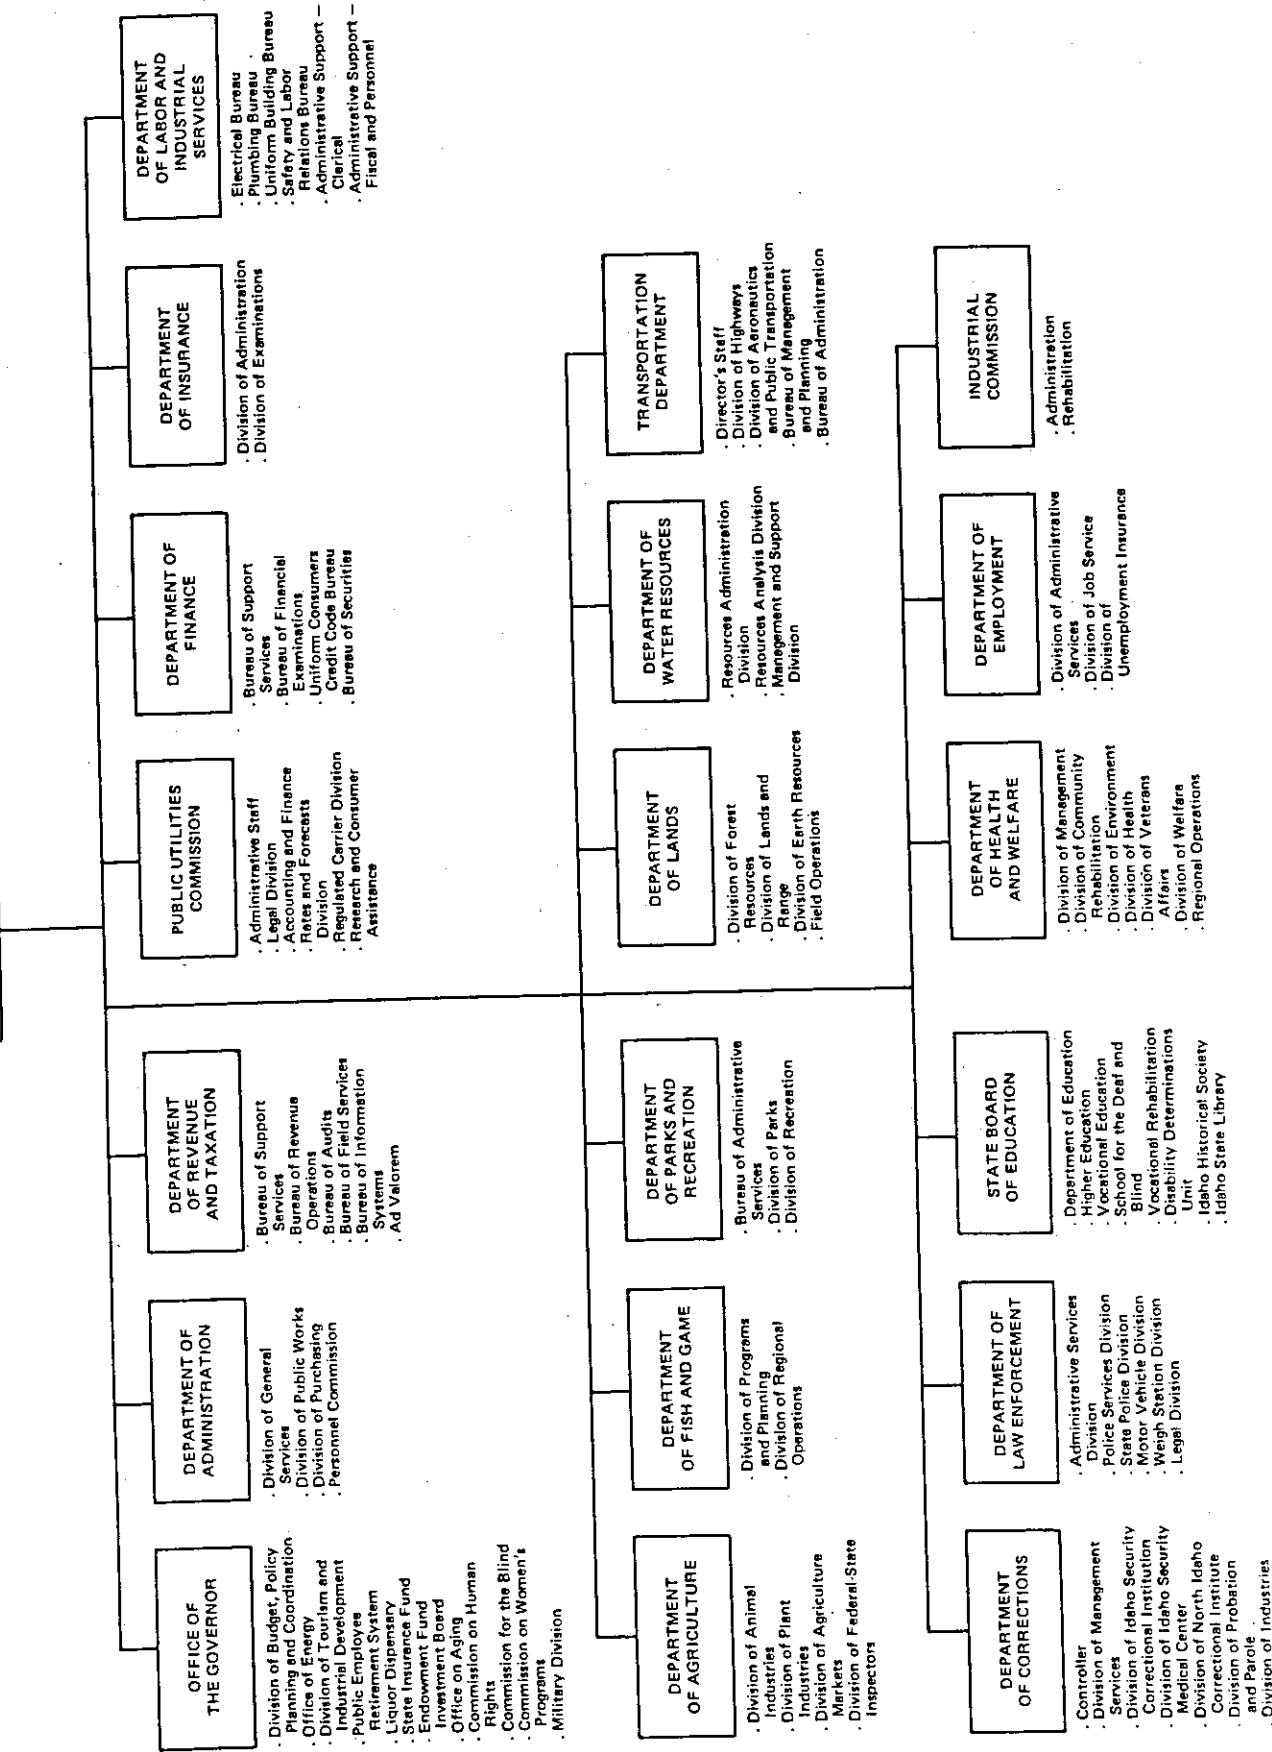 OFFICE OF
THE GOVERNOR
. Division of Budget, Policy
Planning and Coordination
. Office of Energy
. Division of Tourism and
Industrial Development
. Public Employee
Retirement System
. Liquor Dispensary
. State Insurance Fund
. Endowment Fund
Investment Board
. Office on Aging
. Commission on Human
Rights
. Commission for the Blind
. Commission on Women's
Programs
. Military Division
DEPARTMENT OF
ADMINISTRATION
. Division of General
Services
. Division of Public Works
. Division of Purchasing
. Personnel Commission
DEPARTMENT
OF REVENUE
AND TAXATION
. Bureau of Support
Services
. Bureau of Revenue
Operations
. Bureau of Audits
. Bureau of Field Services
. Bureau of Information
Systems
. Ad Valorem
PUBLIC UTILITIES
COMMISSION
. Administrative Staff
. Legal Division
. Accounting and Finance
. Rates and Forecasts
Division
. Regulated Carrier Division
. Research and Consumer
Assistance
DEPARTMENT OF
FINANCE
. Bureau of Support
Services
. Bureau of Financial
Examinations
. Uniform Consumers
Credit Code Bureau
. Bureau of Securities
DEPARTMENT
OF INSURANCE
. Division of Administration
. Division of Examinations
DEPARTMENT
OF LABOR AND
INDUSTRIAL
SERVICES
. Electrical Bureau
. Plumbing Bureau
. Uniform Building Bureau
. Safety and Labor
Relations Bureau
. Administrative Support –
Clerical
. Administrative Support –
Fiscal and Personnel
DEPARTMENT
OF AGRICULTURE
. Division of Animal
Industries
. Division of Plant
Industries
. Division of Agriculture
Markets
. Division of Federal-State
Inspectors
DEPARTMENT
OF FISH AND GAME
. Division of Programs
and Planning
. Division of Regional
Operations
DEPARTMENT
OF PARKS AND
RECREATION
. Bureau of Administrative
Services
. Division of Parks
. Division of Recreation
DEPARTMENT
OF LANDS
. Division of Forest
Resources
. Division of Lands and
Range
. Division of Earth Resources
. Field Operations
DEPARTMENT OF
WATER RESOURCES
. Resources Administration
Division
. Resources Analysis Division
. Management and Support
Division
TRANSPORTATION
DEPARTMENT
. Director's Staff
. Division of Highways
. Division of Aeronautics
and Public Transportation
. Bureau of Management
and Planning
. Bureau of Administration
DEPARTMENT
OF CORRECTIONS
. Controller
. Division of Management
Services
. Division of Idaho Security
Correctional Institution
. Division of Idaho Security
Medical Center
. Division of North Idaho
Correctional Institute
. Division of Probation
and Parole
. Division of Industries
DEPARTMENT OF
LAW ENFORCEMENT
. Administrative Services
Division
. Police Services Division
. State Police Division
. Motor Vehicle Division
. Weigh Station Division
. Legal Division
STATE BOARD
OF EDUCATION
. Department of Education
. Higher Education
. Vocational Education
. School for the Deaf and
Blind
. Vocational Rehabilitation
. Disability Determinations
Unit
. Idaho Historical Society
. Idaho State Library
DEPARTMENT
OF HEALTH
AND WELFARE
. Division of Management
. Division of Community
Rehabilitation
. Division of Environment
. Division of Health
. Division of Veterans
Affairs
. Division of Welfare
. Regional Operations
DEPARTMENT OF
EMPLOYMENT
. Division of Administrative
Services
. Division of Job Service
. Division of
Unemployment Insurance
INDUSTRIAL
COMMISSION
. Administration
. Rehabilitation